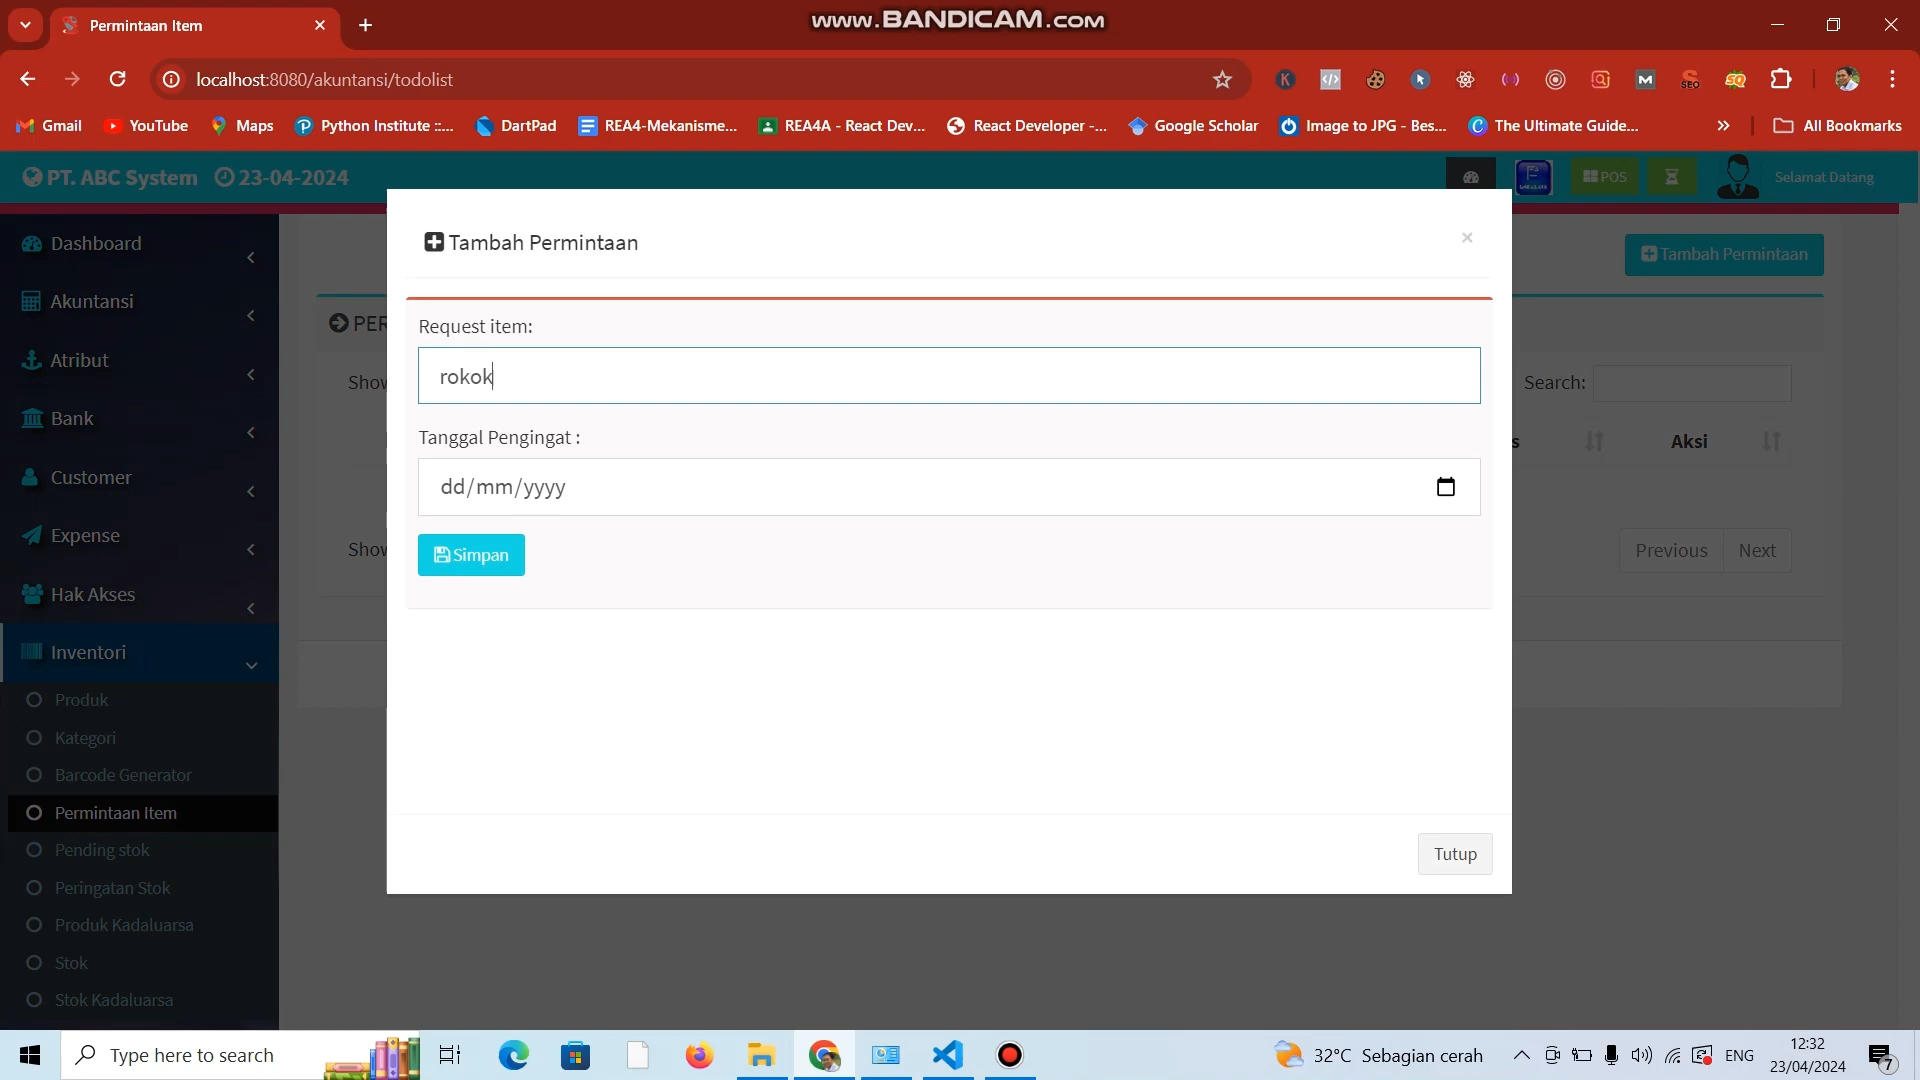 Permintaan Item
www.BANDICAM.com
localhost:8080/akuntansi/todolist
Gmail
YouTube
Maps
Python Institute ::...
DartPad
REA4-Mekanisme...
REA4A - React Dev...
React Developer -...
Google Scholar
Image to JPG - Bes...
The Ultimate Guide...
All Bookmarks
PT. ABC System
23-04-2024
POS
Selamat Datang
Dashboard
Akuntansi
Atribut
Bank
Customer
Expense
Hak Akses
Inventori
Produk
Kategori
Barcode Generator
Permintaan Item
Pending stok
Peringatan Stok
Produk Kadaluarsa
Stok
Stok Kadaluarsa
Tambah Permintaan
PER
Show
Search:
s
Aksi
Show
Previous
Next
Tambah Permintaan
×
Request item:
rokok
Tanggal Pengingat :
dd/mm/yyyy
Simpan
Tutup
Type here to search
32°C Sebagian cerah
ENG
12:32
23/04/2024
7